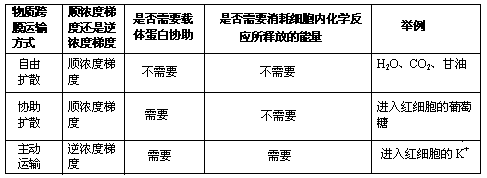 物质跨膜运输方式
顺浓度梯度还是逆浓度梯度
是否需要载体蛋白协助
是否需要消耗细胞内化学反应所释放的能量
举例
自由扩散
顺浓度梯度
不需要
不需要
H₂O、CO₂、甘油
协助扩散
顺浓度梯度
需要
不需要
进入红细胞的葡萄糖
主动运输
逆浓度梯度
需要
需要
进入红细胞的K⁺